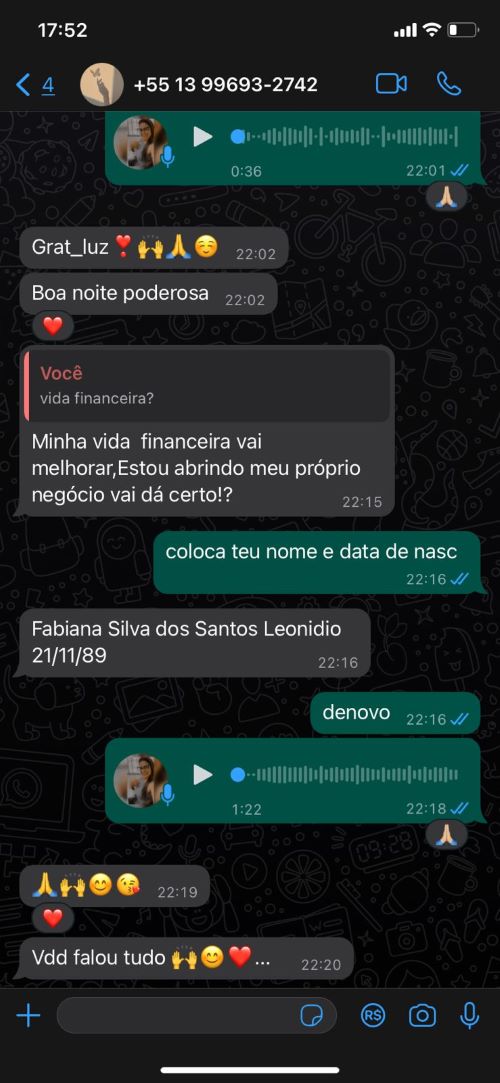 17:52
4
+55 13 99693-2742
0:36
22:01
Grat_luz❣️🙌🙏☺️
22:02
Boa noite poderosa
22:02
Você
vida financeira?
Minha vida  financeira vai
melhorar,Estou abrindo meu próprio
negócio vai dá certo!?
22:15
coloca teu nome e data de nasc
22:16
Fabiana Silva dos Santos Leonidio
21/11/89
22:16
denovo
22:16
1:22
22:18
🙏🙌😊😘
22:19
Vdd falou tudo 🙌😊❤️...
22:20
R$